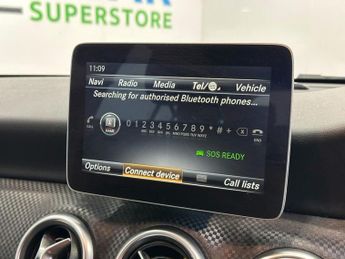 SUPERSTORE
11:09
Navi Radio Media Tel/ Vehicle
Searching for authorised Bluetooth phones...
0 1 2 3 4 5 6 7 8 9 * # +
SOS READY
Options Connect device Call lists